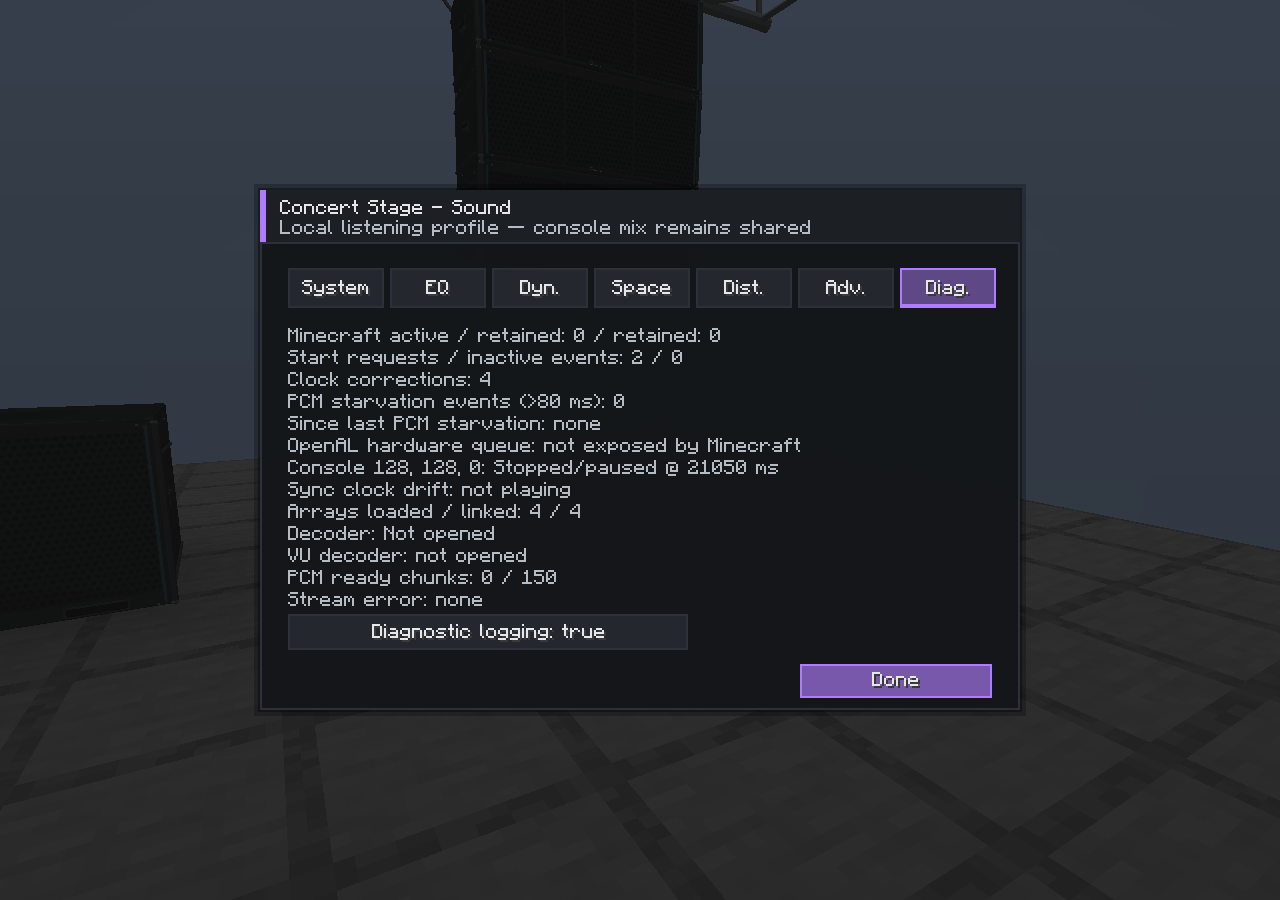 Concert Stage - Sound
Local listening profile — console mix remains shared
System EQ Dyn. Space Dist. Adv. Diag.
Minecraft active / retained: 0 / retained: 0
Start requests / inactive events: 2 / 0
Clock corrections: 4
PCM starvation events (>80 ms): 0
Since last PCM starvation: none
OpenAL hardware queue: not exposed by Minecraft
Console 128, 128, 0: Stopped/paused @ 21050 ms
Sync clock drift: not playing
Arrays loaded / linked: 4 / 4
Decoder: Not opened
VU decoder: not opened
PCM ready chunks: 0 / 150
Stream error: none
Diagnostic logging: true
Done